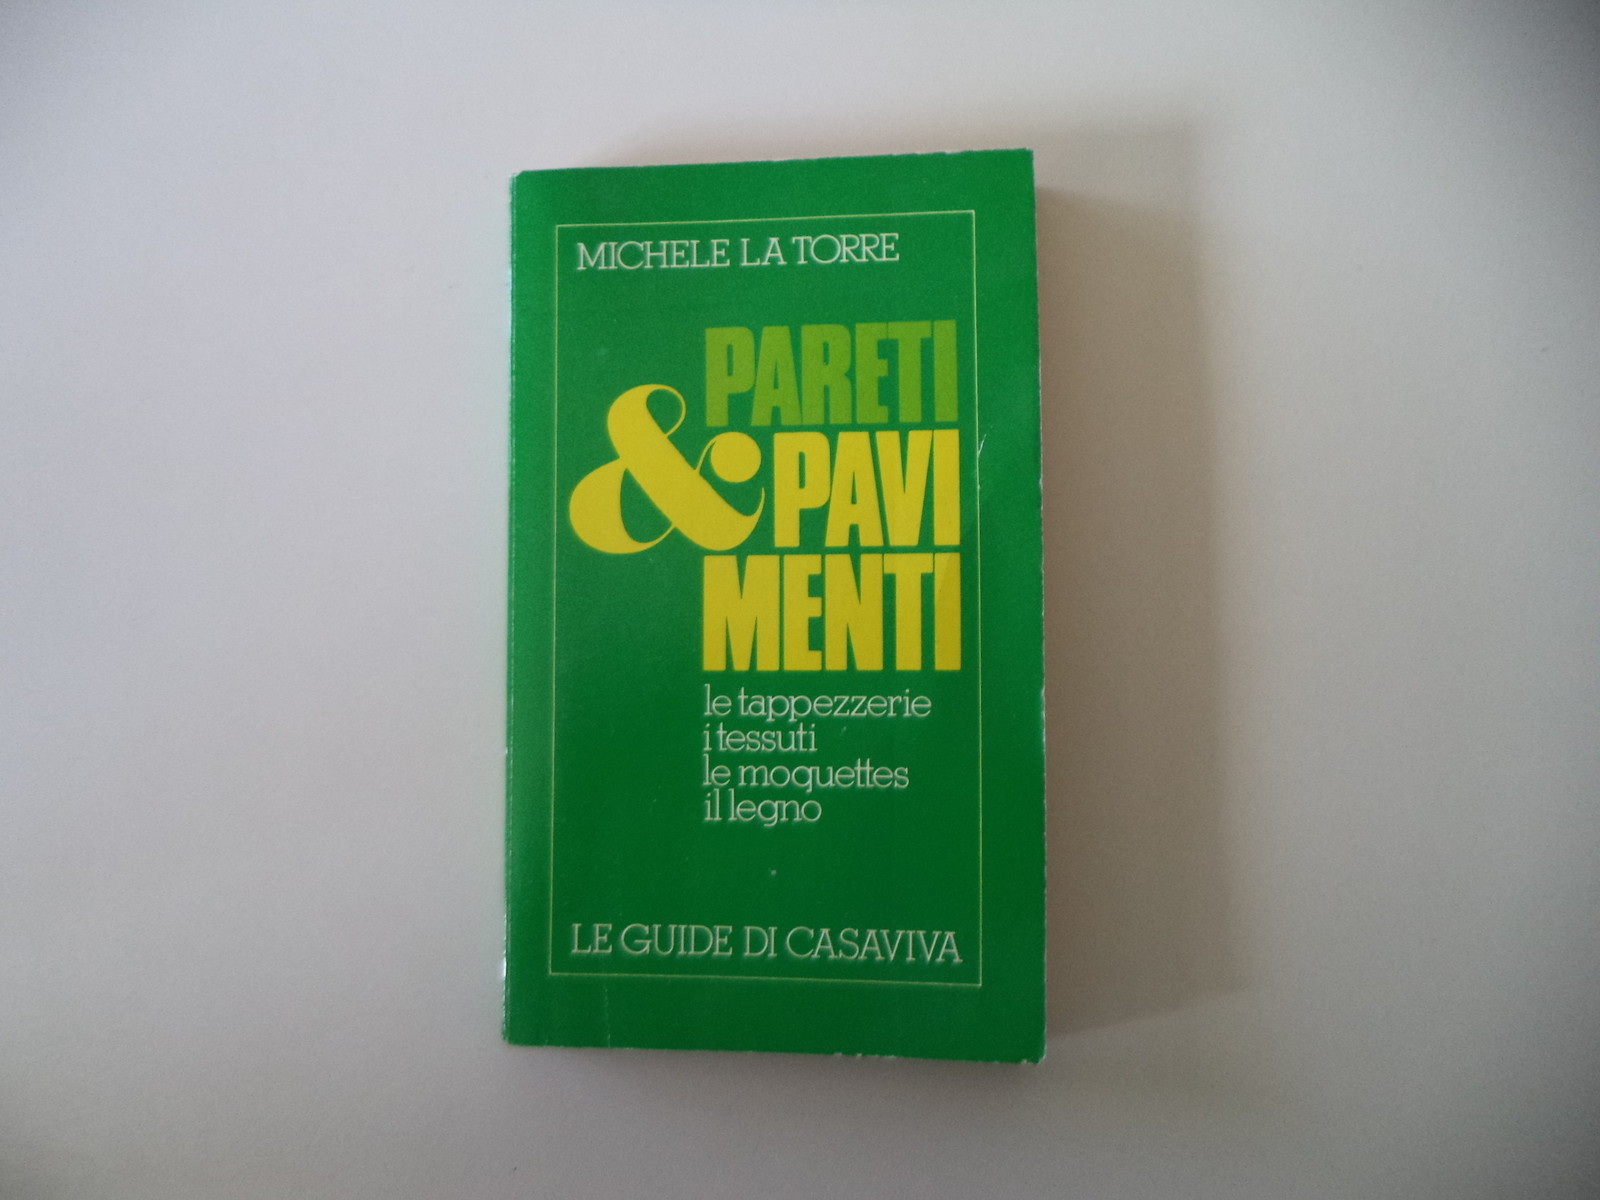 MICHELE LA TORRE
PARETI
& PAVI
MENTI
le tappezzerie
i tessuti
le moquettes
il legno
LE GUIDE DI CASAVIVA